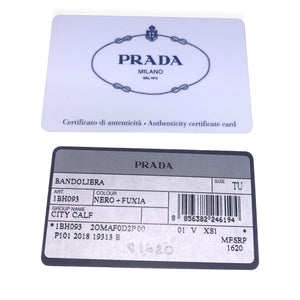 PRADA
MILANO
DAL 1913
Certificato di autenticità • Authenticity certificate card
PRADA
BANDOLIERA
SIZE
TU
ART.
1BH093
COLOUR
NERO+FUXIA
GROUP NAME
CITY CALF
8 056382 246194
*1BH093 2OMAF0D2P00 01 V XS1 *
P101 2018 19313 B
MFSRP
1620
81620